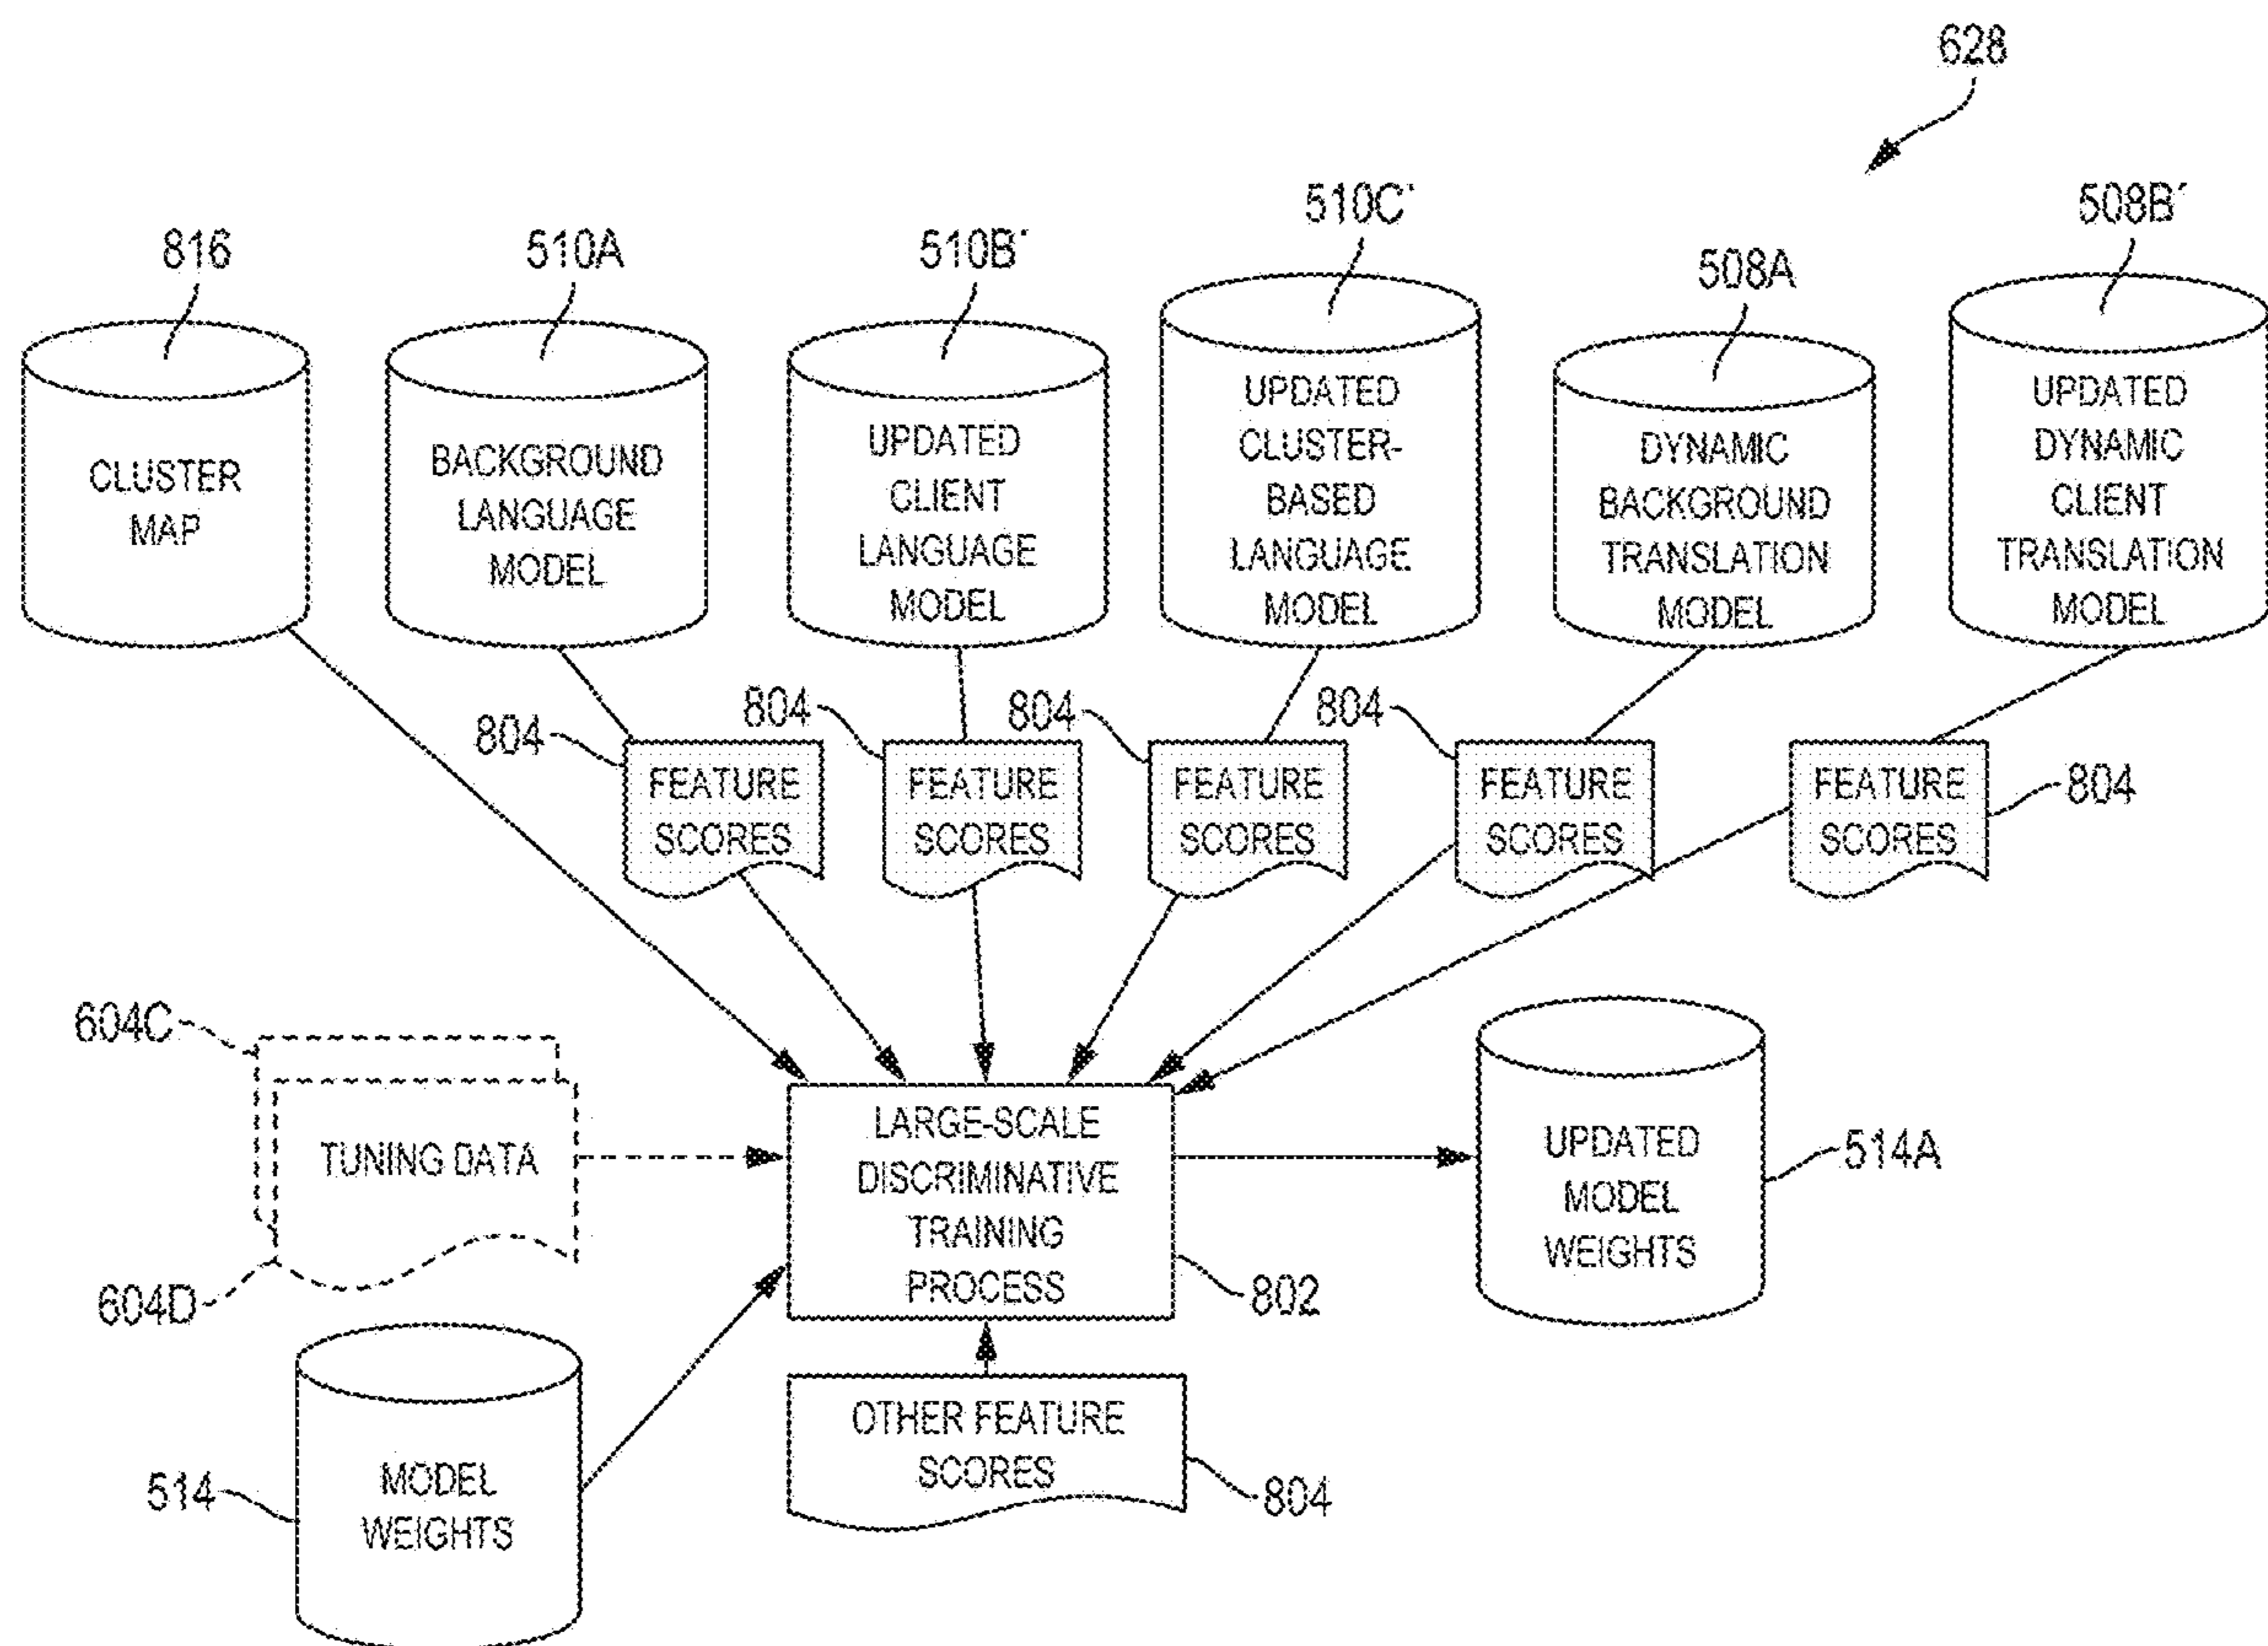 628
816
510A
510B'
510C'
508A
508B'
CLUSTER
MAP
BACKGROUND
LANGUAGE
MODEL
UPDATED
CLIENT
LANGUAGE
MODEL
UPDATED
CLUSTER-
BASED
LANGUAGE
MODEL
DYNAMIC
BACKGROUND
TRANSLATION
MODEL
UPDATED
DYNAMIC
CLIENT
TRANSLATION
MODEL
804
FEATURE
SCORES
804
FEATURE
SCORES
804
FEATURE
SCORES
804
FEATURE
SCORES
FEATURE
SCORES
804
604C
TUNING DATA
604D
LARGE-SCALE
DISCRIMINATIVE
TRAINING
PROCESS
802
UPDATED
MODEL
WEIGHTS
514A
514
MODEL
WEIGHTS
OTHER FEATURE
SCORES
804